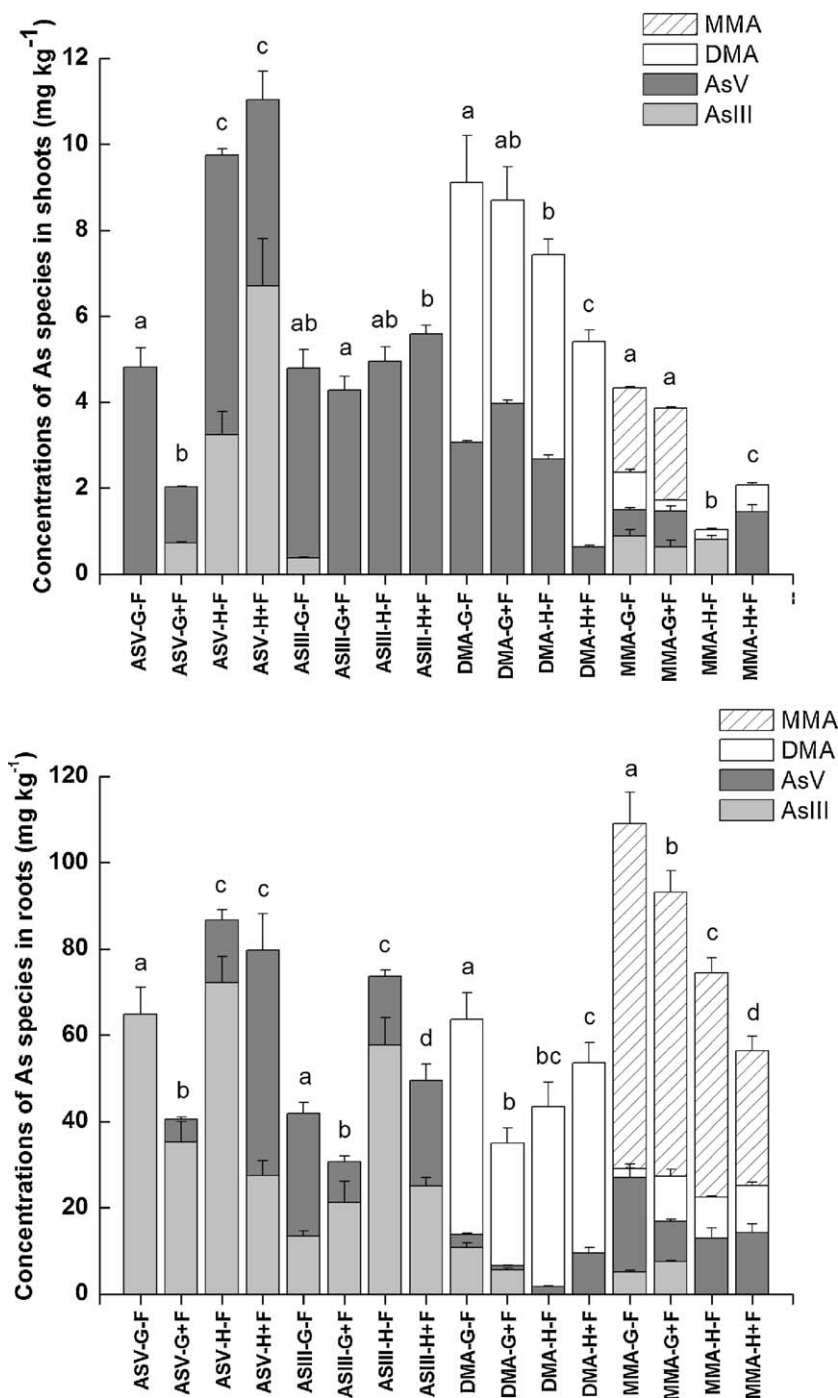 MMA
DMA
AsV
AsIII
Concentrations of As species in shoots (mg kg⁻¹)
12
10
8
6
4
2
0
a
b
c
c
ab
a
ab
b
a
ab
b
c
a
a
b
c
ASV-G-F
ASV-G+F
ASV-H-F
ASV-H+F
ASIII-G-F
ASIII-G+F
ASIII-H-F
ASIII-H+F
DMA-G-F
DMA-G+F
DMA-H-F
DMA-H+F
MMA-G-F
MMA-G+F
MMA-H-F
MMA-H+F
MMA
DMA
AsV
AsIII
Concentrations of As species in roots (mg kg⁻¹)
120
100
80
60
40
20
0
a
b
c
c
a
b
c
d
a
b
bc
c
a
b
c
d
ASV-G-F
ASV-G+F
ASV-H-F
ASV-H+F
ASIII-G-F
ASIII-G+F
ASIII-H-F
ASIII-H+F
DMA-G-F
DMA-G+F
DMA-H-F
DMA-H+F
MMA-G-F
MMA-G+F
MMA-H-F
MMA-H+F